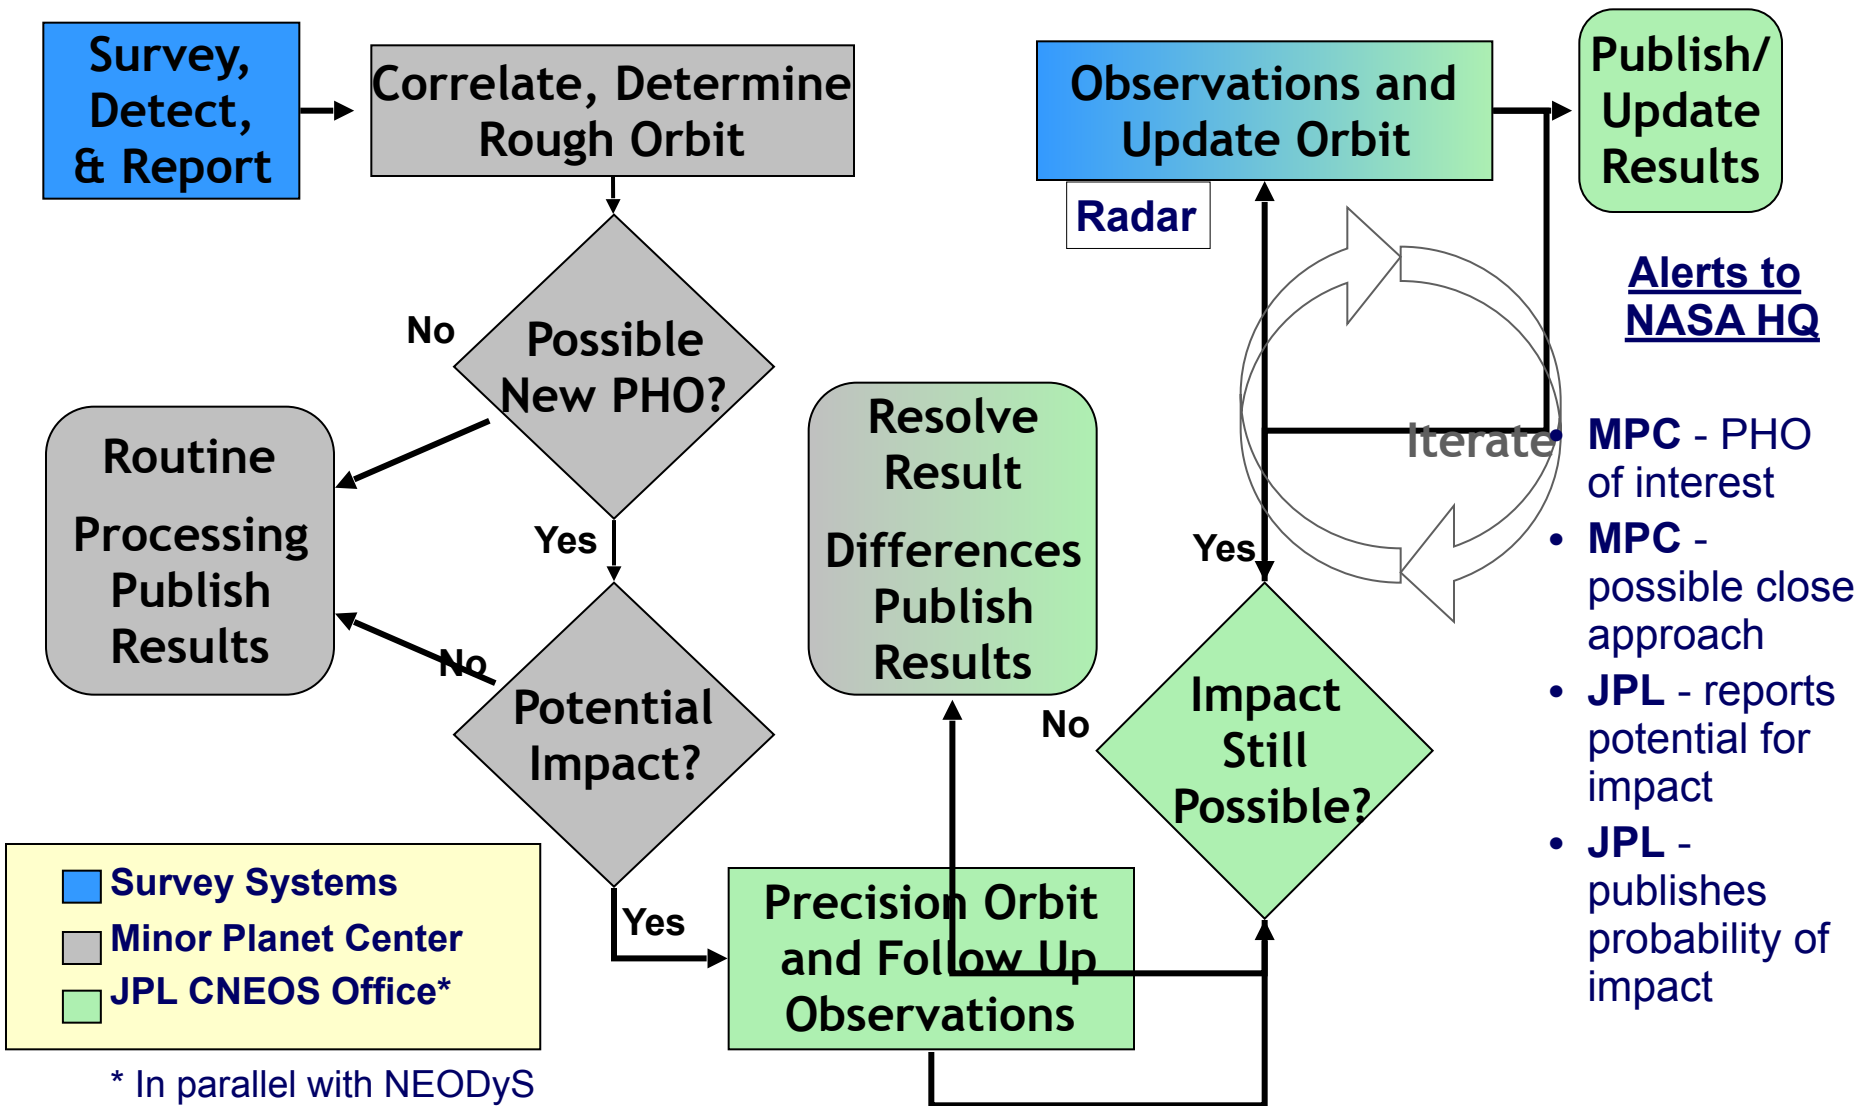 Survey,
Detect,
& Report
Correlate, Determine
Rough Orbit
Observations and
Update Orbit
Publish/
Update
Results
Radar
Alerts to
NASA HQ
No
Possible
New PHO?
Routine
Processing
Publish
Results
Resolve
Result
Differences
Publish
Results
Iterate
Yes
Yes
No
Potential
Impact?
No
Impact
Still
Possible?
• MPC - PHO
of interest
• MPC -
possible close
approach
• JPL - reports
potential for
impact
• JPL -
publishes
probability of
impact
Yes
Precision Orbit
and Follow Up
Observations
Survey Systems
Minor Planet Center
JPL CNEOS Office*
* In parallel with NEODyS